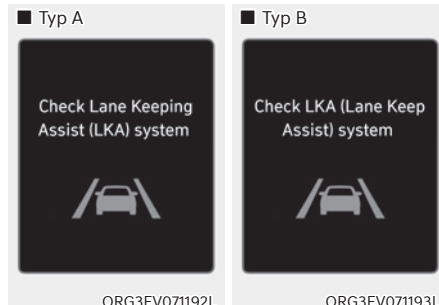 ■ Typ A
Check Lane Keeping
Assist (LKA) system
ORG3EV071192L
■ Typ B
Check LKA (Lane Keep
Assist) system
ORG3EV071193L